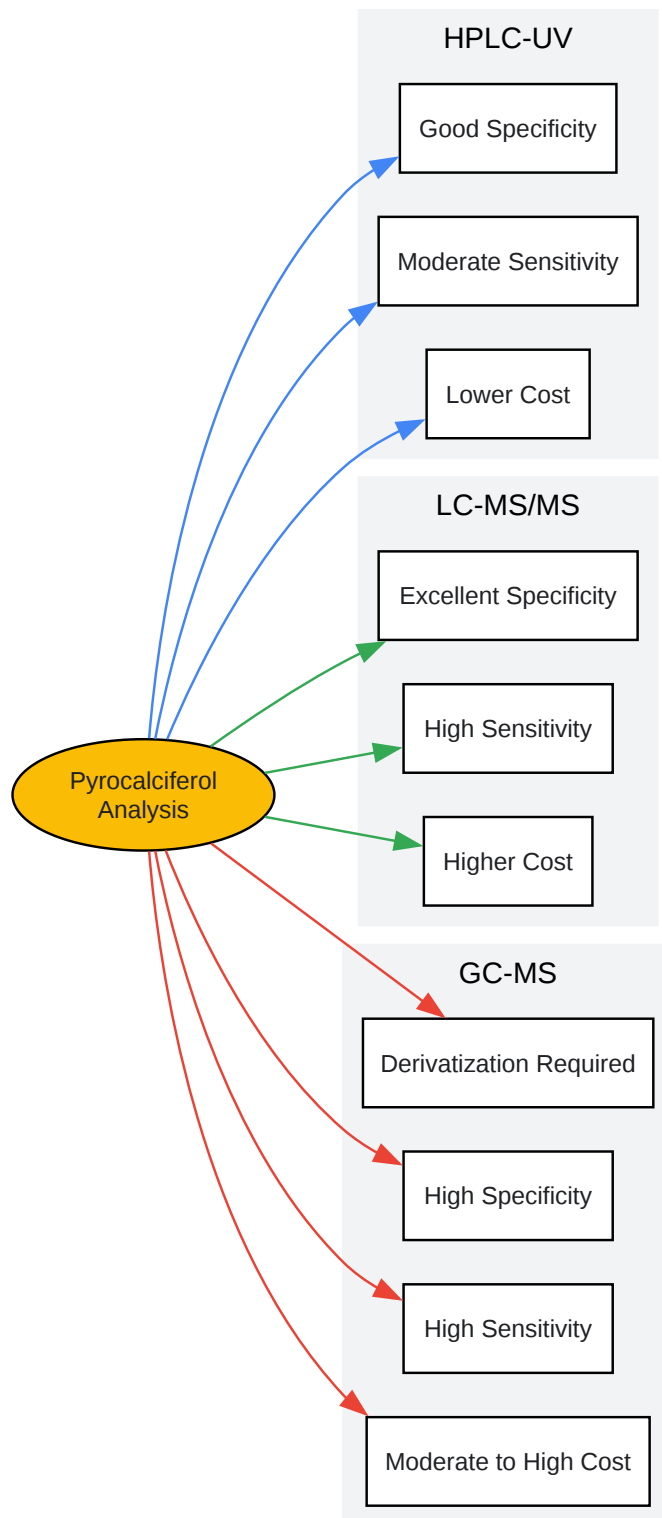 HPLC-UV
Good Specificity
Moderate Sensitivity
Lower Cost
LC-MS/MS
Excellent Specificity
High Sensitivity
Higher Cost
Pyrocalciferol
Analysis
GC-MS
Derivatization Required
High Specificity
High Sensitivity
Moderate to High Cost